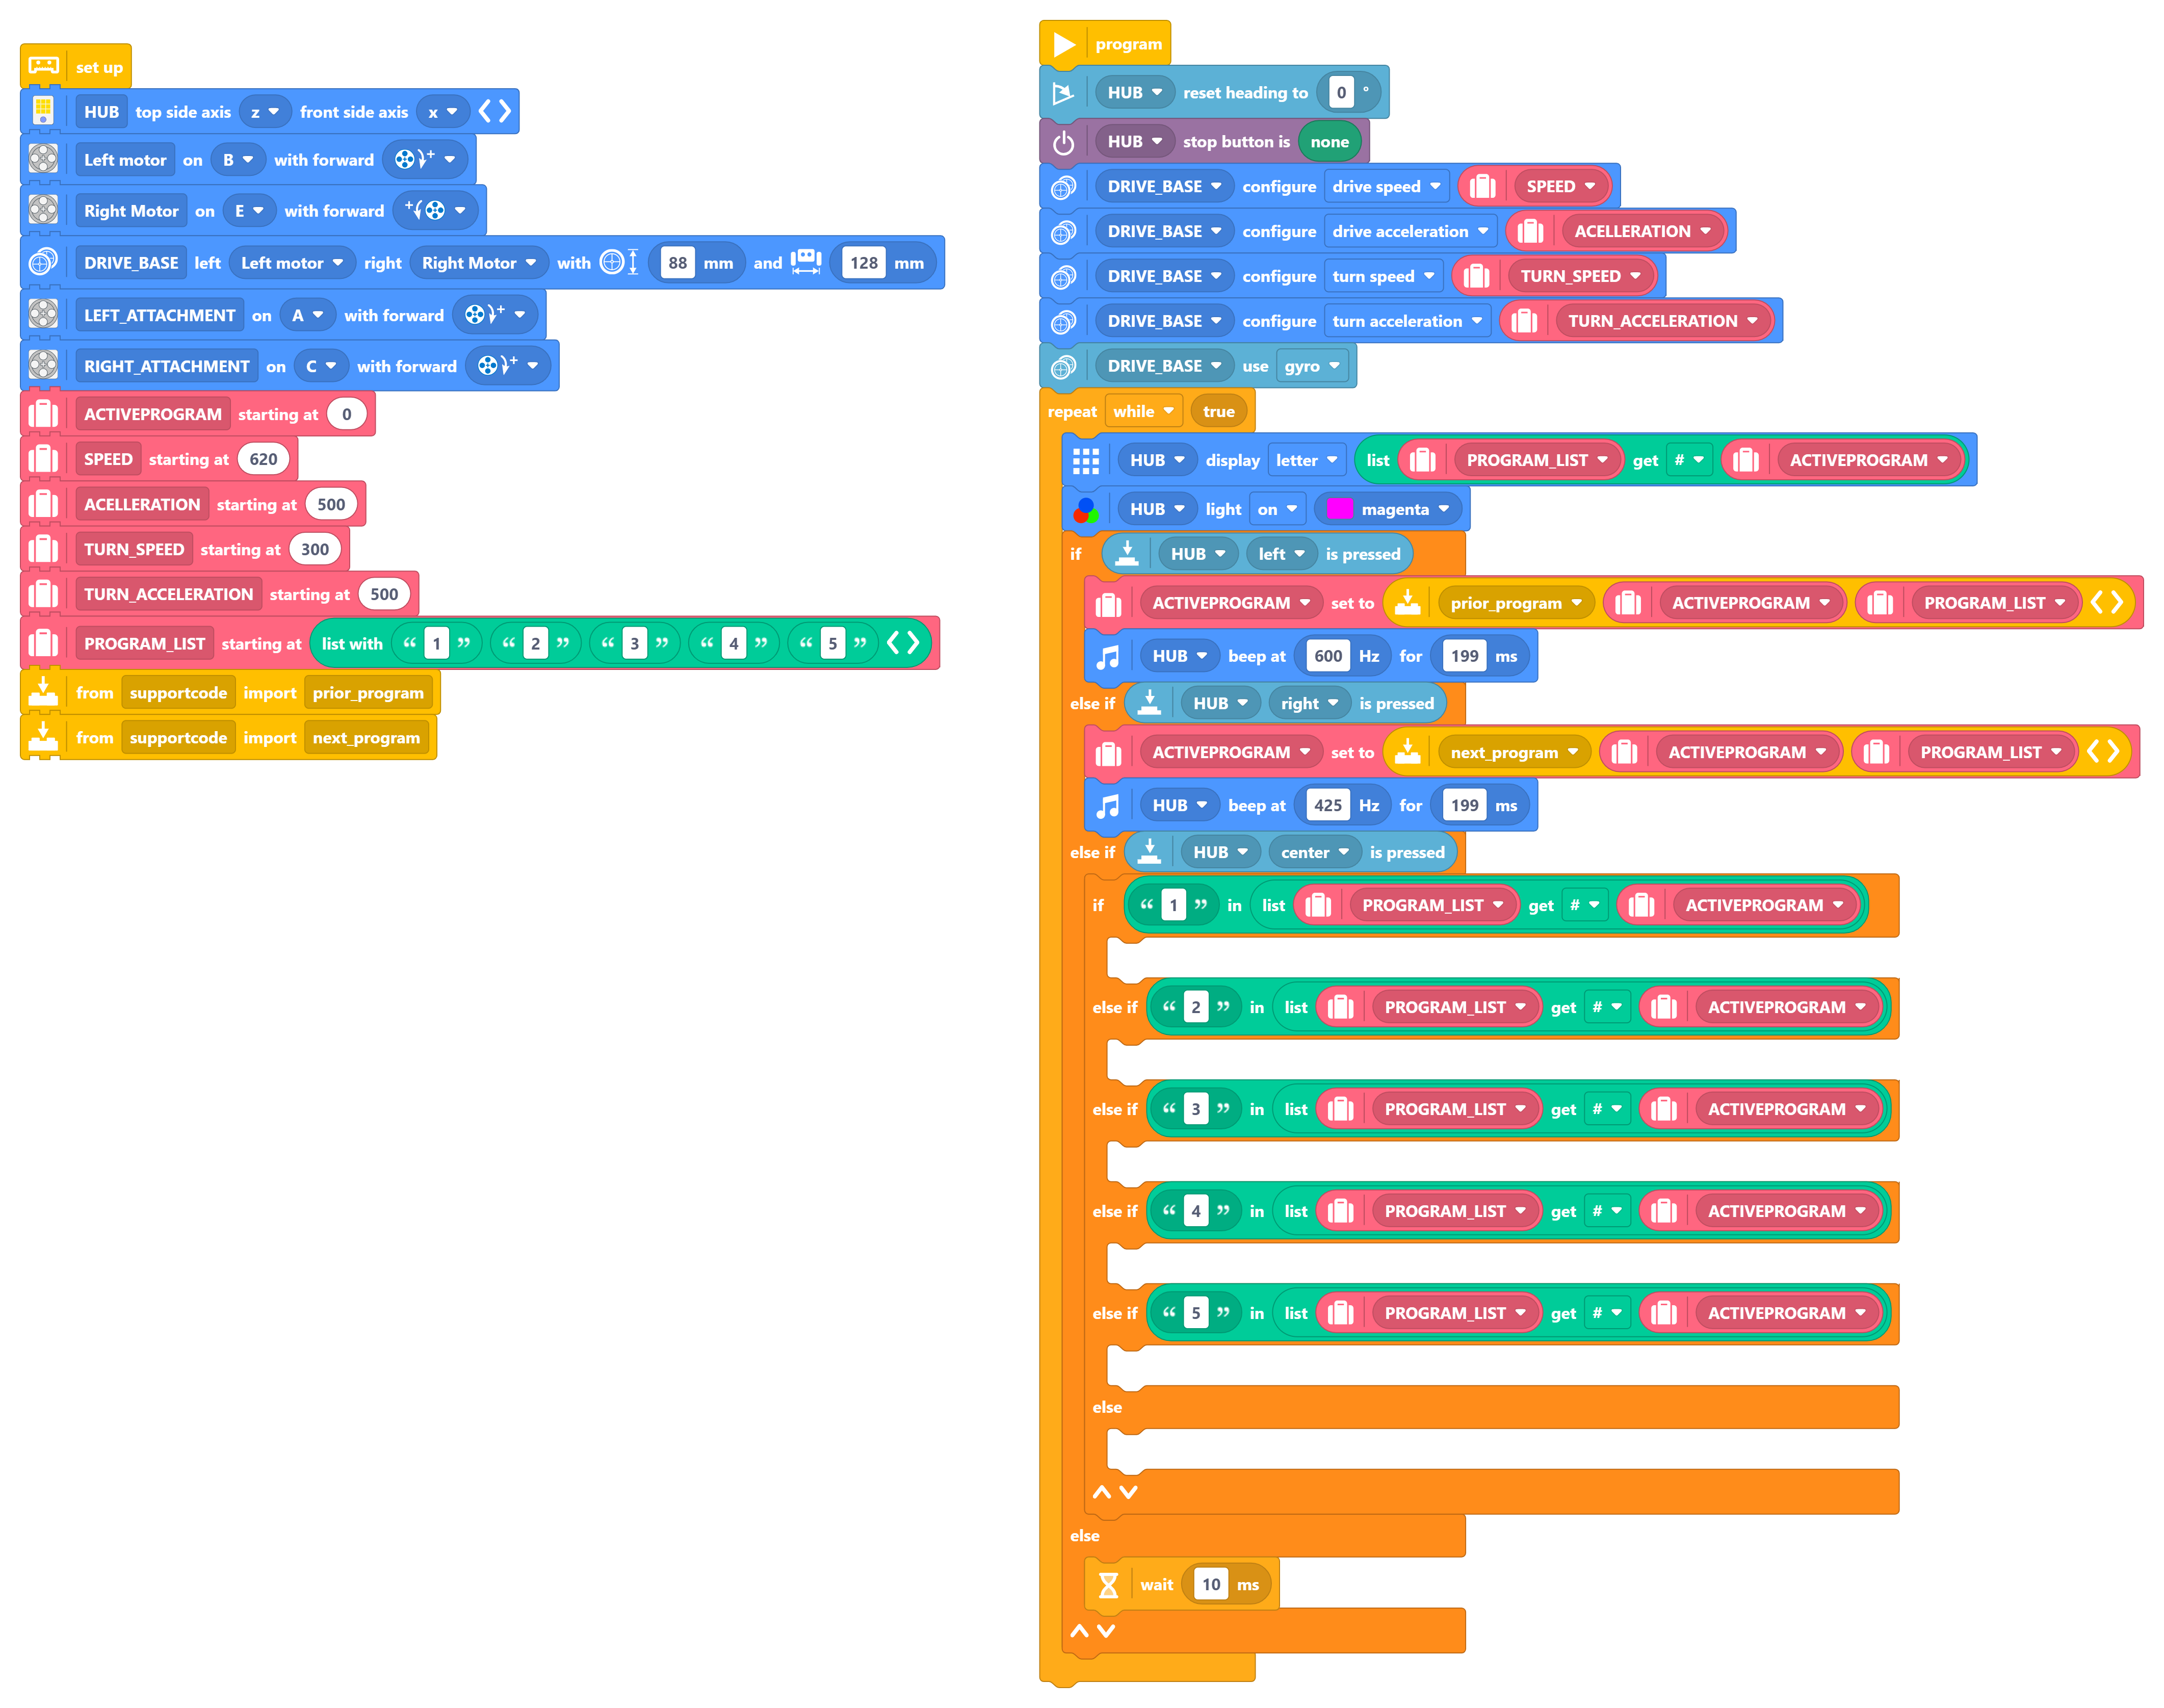 set up
HUB top side axis z front side axis x
Left motor on B with forward +
Right Motor on E with forward +
DRIVE_BASE left Left motor right Right Motor with 88 mm and 128 mm
LEFT_ATTACHMENT on A with forward +
RIGHT_ATTACHMENT on C with forward +
ACTIVEPROGRAM starting at 0
SPEED starting at 620
ACELLERATION starting at 500
TURN_SPEED starting at 300
TURN_ACCELERATION starting at 500
PROGRAM_LIST starting at list with “ 1 ” “ 2 ” “ 3 ” “ 4 ” “ 5 ”
from supportcode import prior_program
from supportcode import next_program
program
HUB reset heading to 0 °
HUB stop button is none
DRIVE_BASE configure drive speed SPEED
DRIVE_BASE configure drive acceleration ACELLERATION
DRIVE_BASE configure turn speed TURN_SPEED
DRIVE_BASE configure turn acceleration TURN_ACCELERATION
DRIVE_BASE use gyro
repeat while true
HUB display letter list PROGRAM_LIST get # ACTIVEPROGRAM
HUB light on magenta
if HUB left is pressed
ACTIVEPROGRAM set to prior_program ACTIVEPROGRAM PROGRAM_LIST
HUB beep at 600 Hz for 199 ms
else if HUB right is pressed
ACTIVEPROGRAM set to next_program ACTIVEPROGRAM PROGRAM_LIST
HUB beep at 425 Hz for 199 ms
else if HUB center is pressed
if “ 1 ” in list PROGRAM_LIST get # ACTIVEPROGRAM
else if “ 2 ” in list PROGRAM_LIST get # ACTIVEPROGRAM
else if “ 3 ” in list PROGRAM_LIST get # ACTIVEPROGRAM
else if “ 4 ” in list PROGRAM_LIST get # ACTIVEPROGRAM
else if “ 5 ” in list PROGRAM_LIST get # ACTIVEPROGRAM
else
else
wait 10 ms